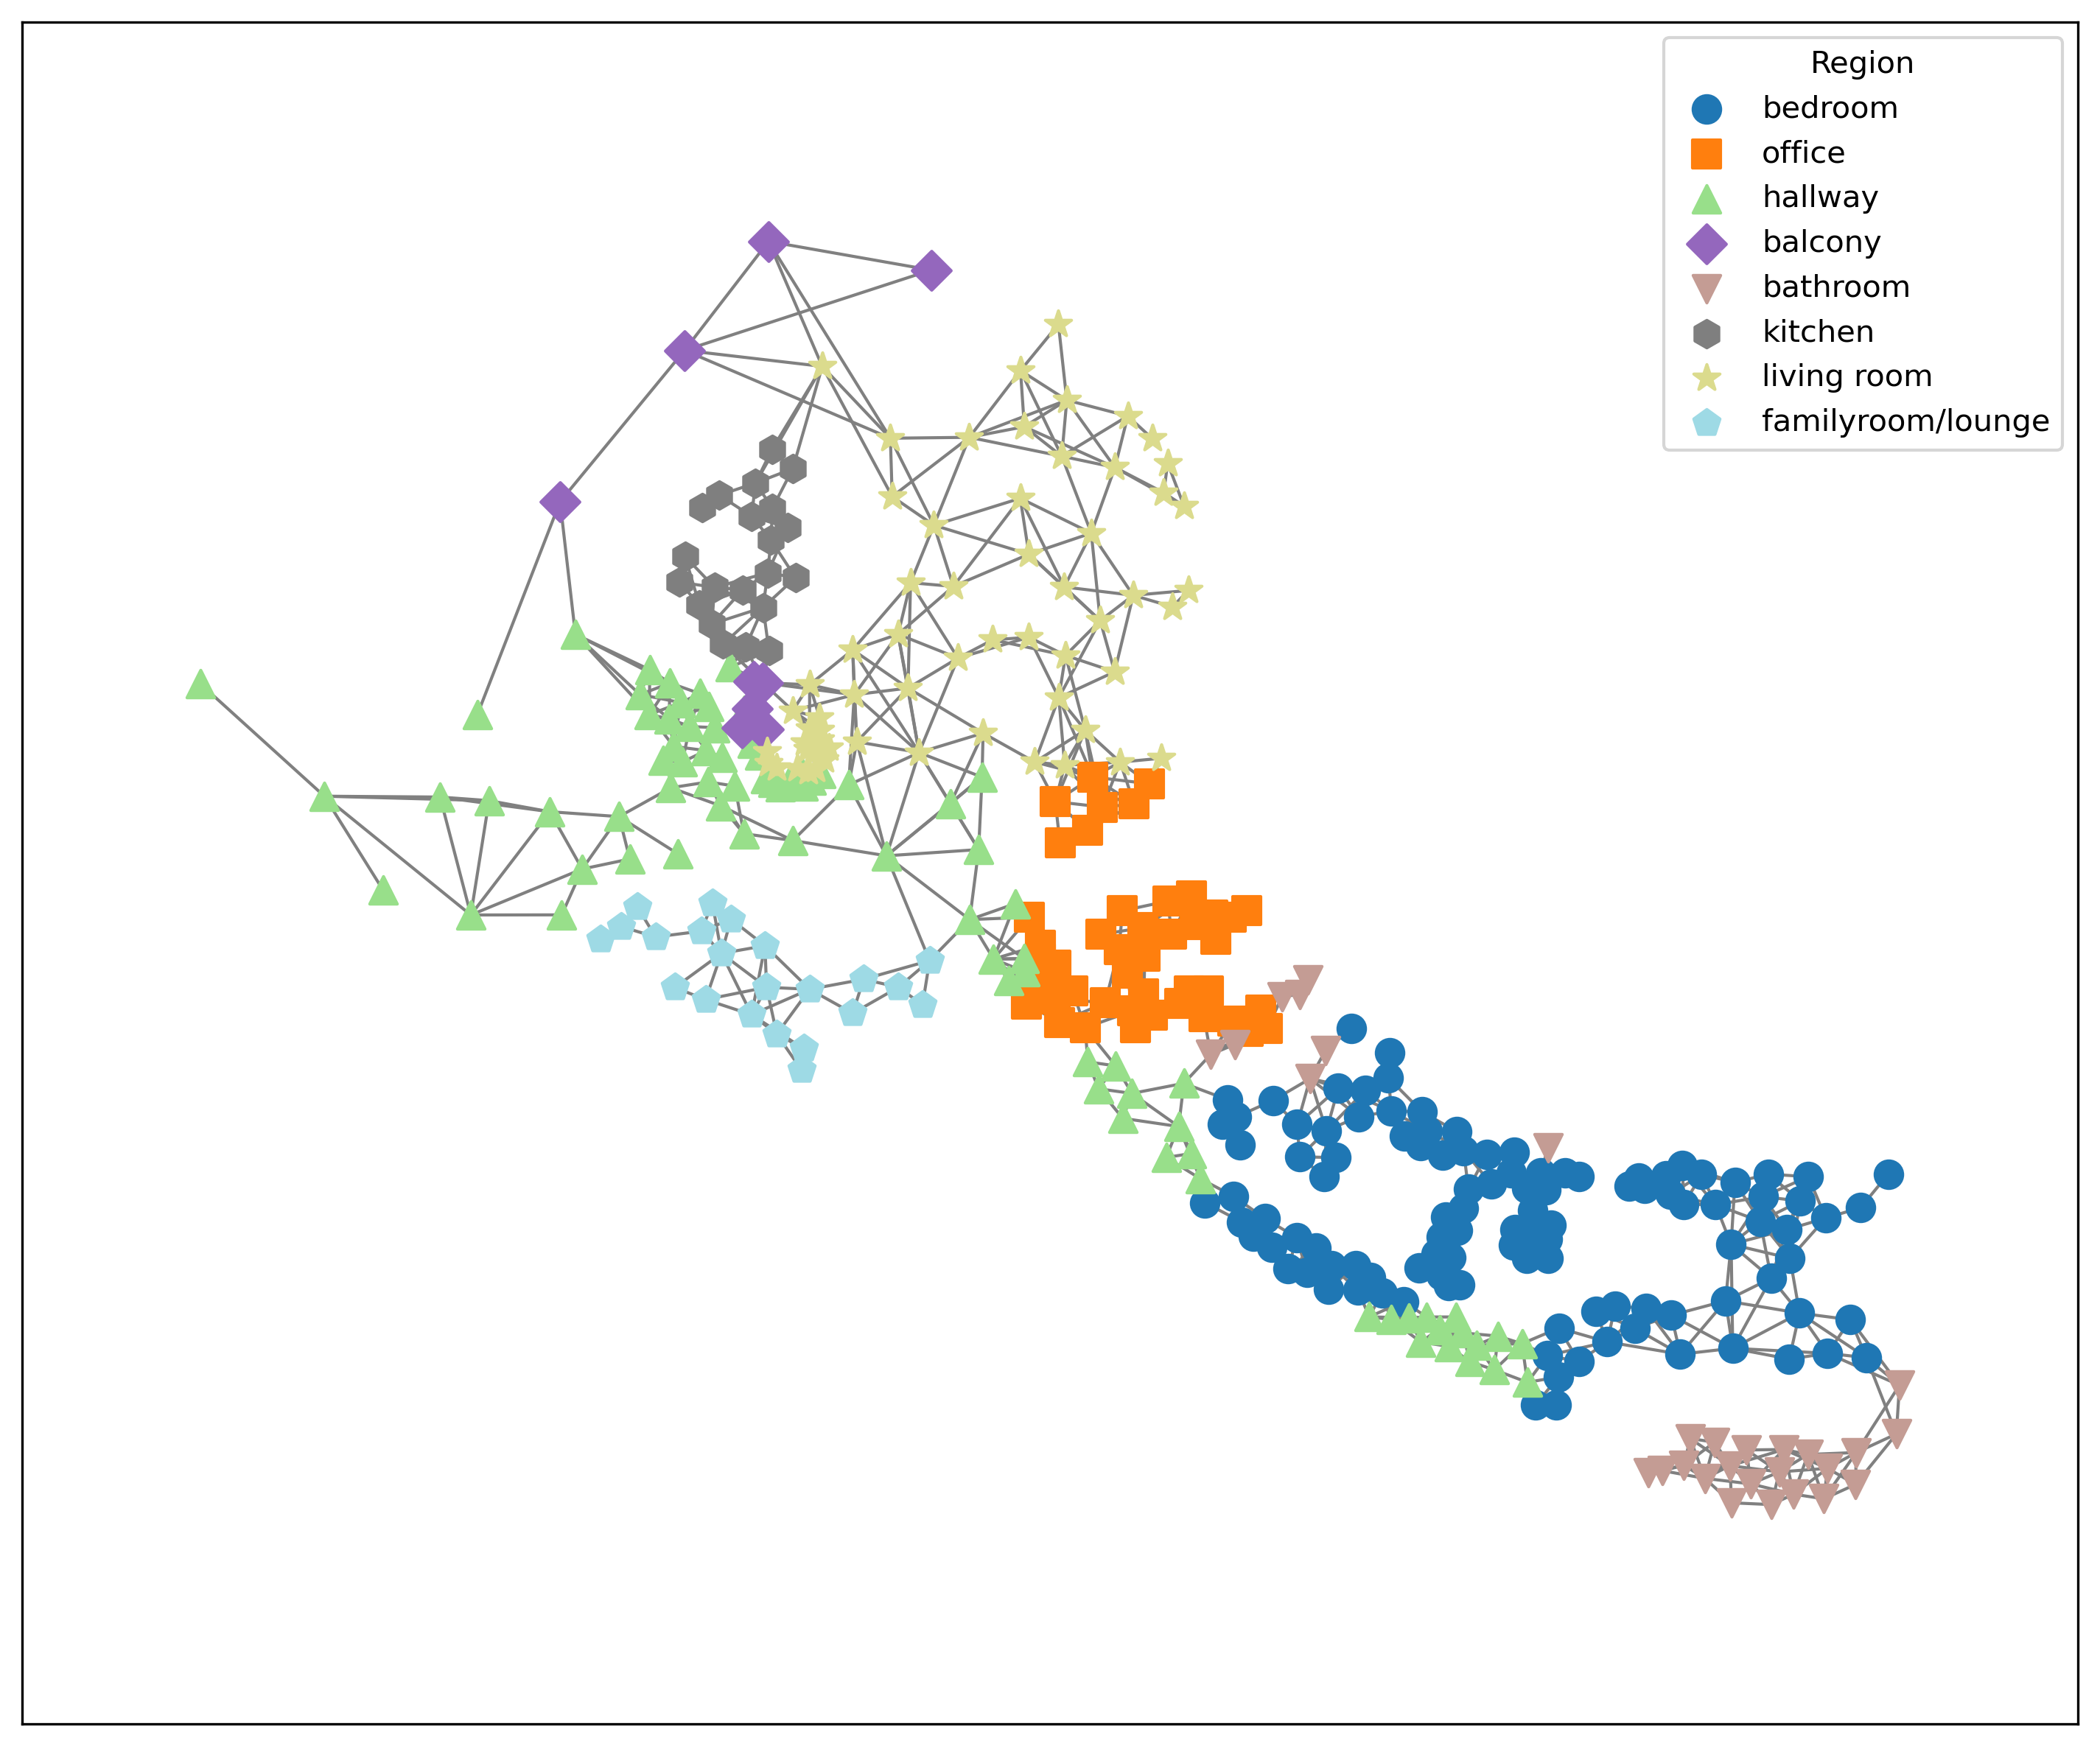 Region
bedroom
office
hallway
balcony
bathroom
kitchen
living room
familyroom/lounge